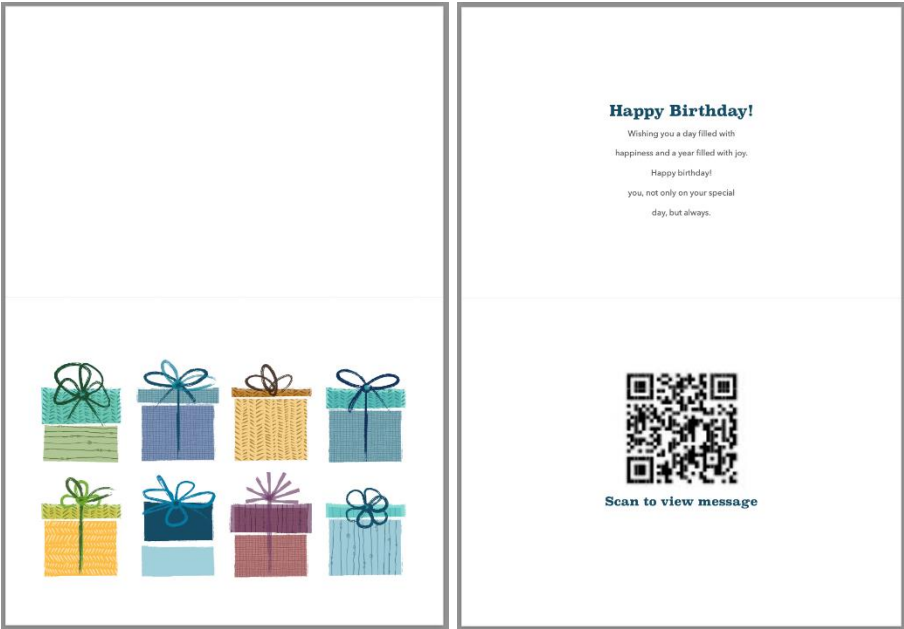 Happy Birthday!
Wishing you a day filled with
happiness and a year filled with joy.
Happy birthday!
you, not only on your special
day, but always.
Scan to view message